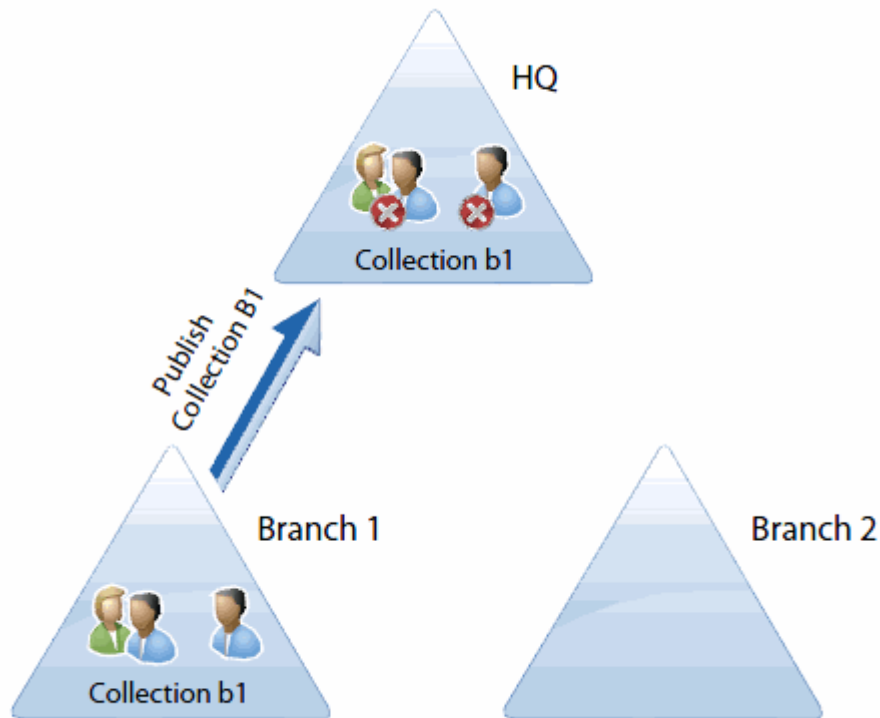 HQ
Collection b1
Publish
Collection B1
Branch 1
Branch 2
Collection b1